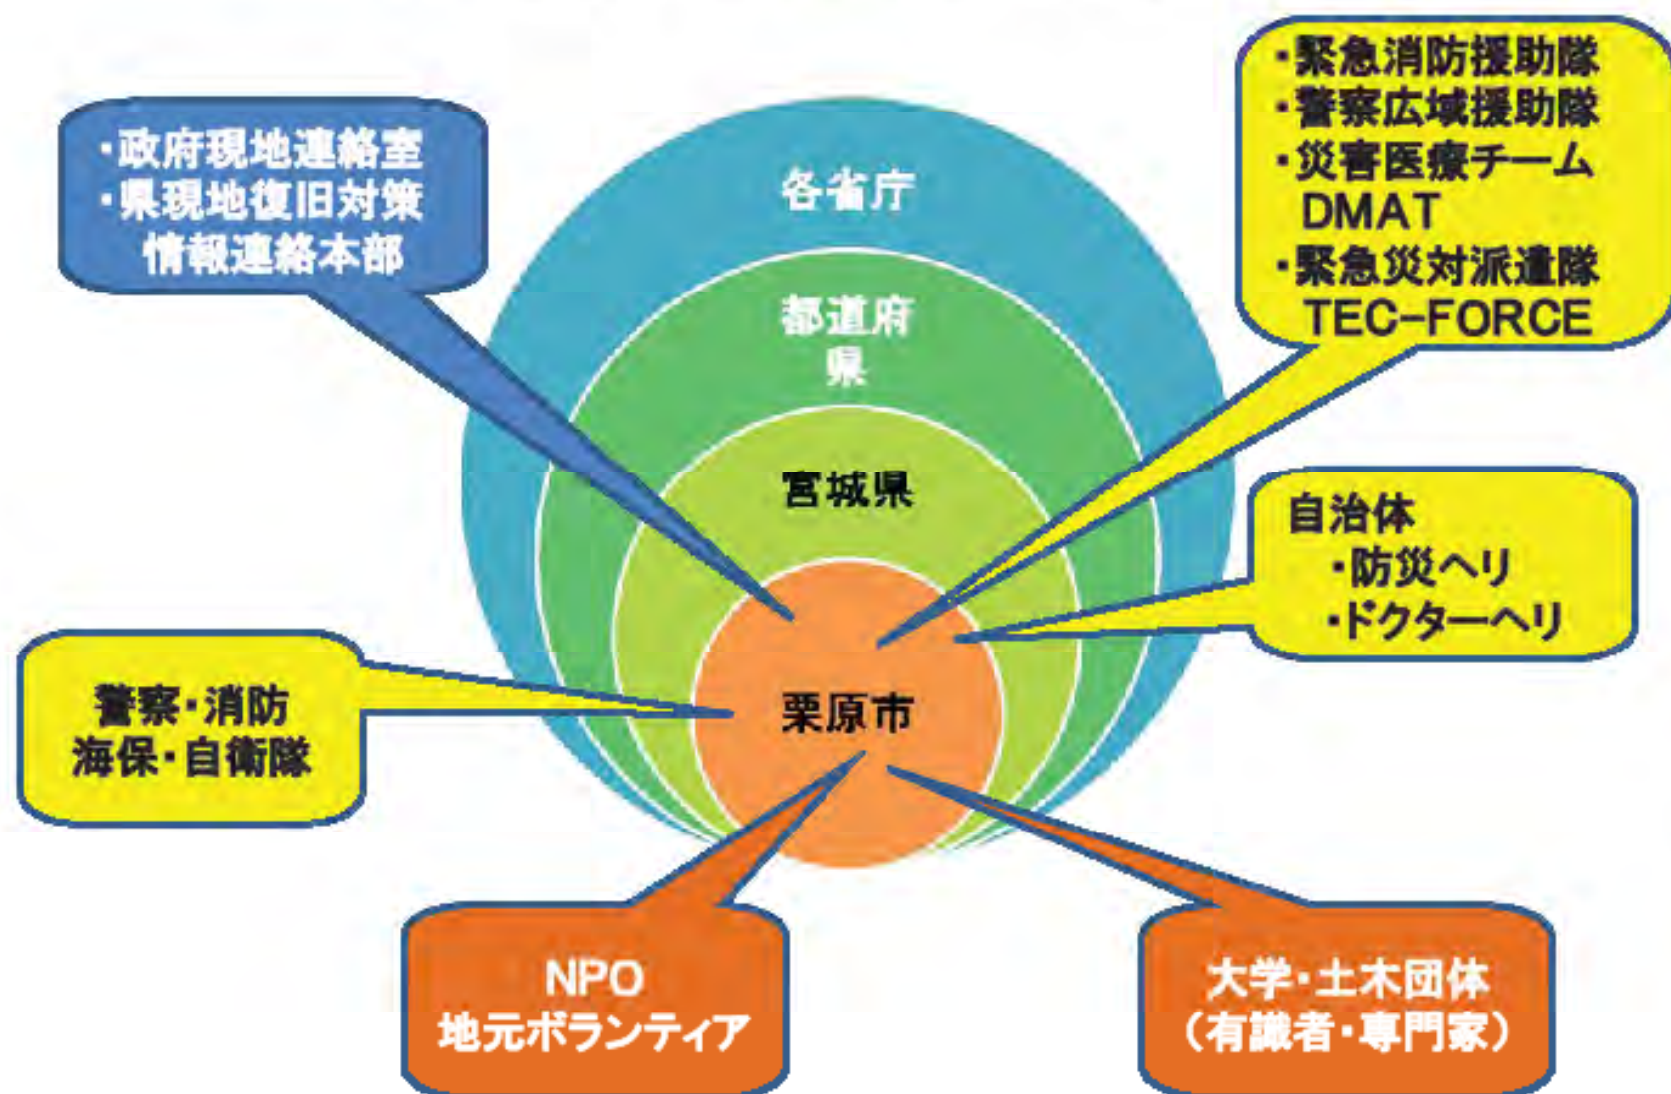 ・政府現地連絡室
・県現地復旧対策
情報連絡本部
・緊急消防援助隊
・警察広域援助隊
・災害医療チーム
DMAT
・緊急災対派遣隊
TEC-FORCE
各省庁
都道府
県
宮城県
栗原市
自治体
・防災ヘリ
・ドクターヘリ
警察・消防
海保・自衛隊
NPO
地元ボランティア
大学・土木団体
（有識者・専門家）